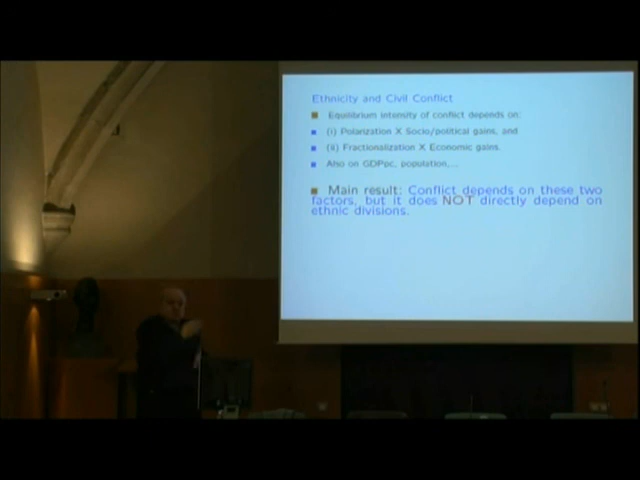 Ethnicity and Civil Conflict
Equilibrium intensity of conflict depends on:
(i) Polarization X Socio/political gains, and
(ii) Fractionalization X Economic gains.
Also on GDPpc, population,...
Main result: Conflict depends on these two
factors, but it does NOT directly depend on
ethnic divisions.